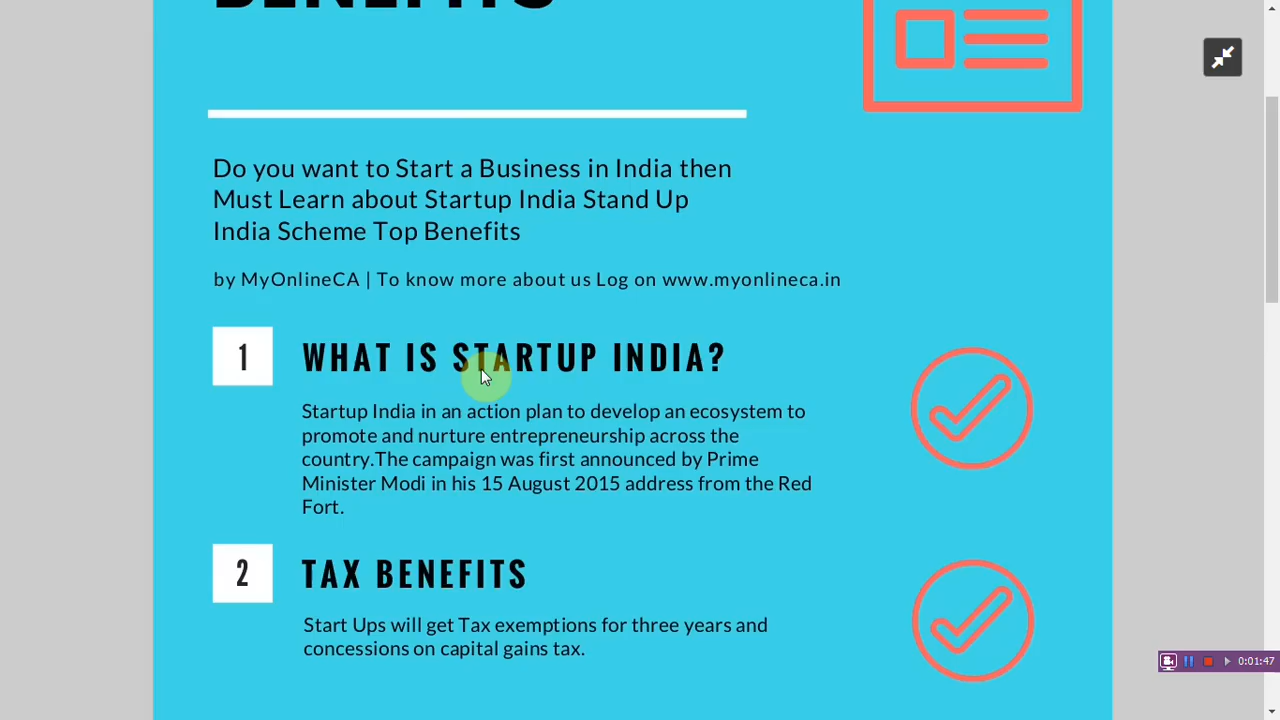 BENEFITS
Do you want to Start a Business in India then
Must Learn about Startup India Stand Up
India Scheme Top Benefits
by MyOnlineCA | To know more about us Log on www.myonlineca.in
1 WHAT IS STARTUP INDIA?
Startup India in an action plan to develop an ecosystem to
promote and nurture entrepreneurship across the
country.The campaign was first announced by Prime
Minister Modi in his 15 August 2015 address from the Red
Fort.
2 TAX BENEFITS
Start Ups will get Tax exemptions for three years and
concessions on capital gains tax.
0:01:47